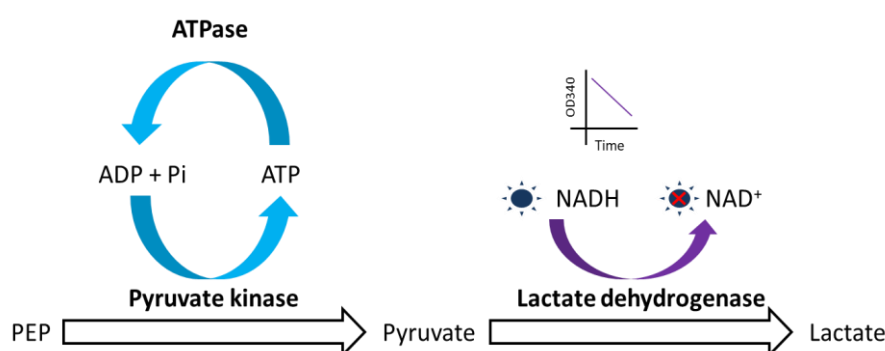 ATPase
OD340
Time
ADP + Pi
ATP
NADH
NAD⁺
Pyruvate kinase
Lactate dehydrogenase
PEP
Pyruvate
Lactate